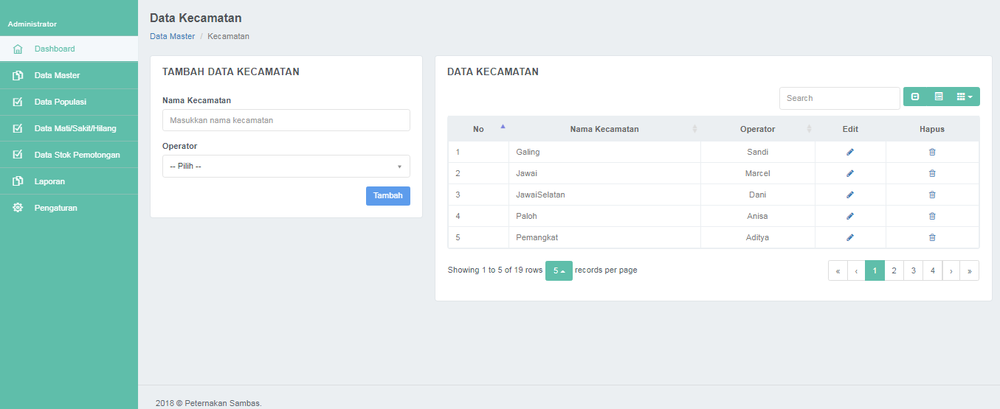 Administrator
Dashboard
Data Master
Data Populasi
Data Mati/Sakit/Hilang
Data Stok Pemotongan
Laporan
Pengaturan
Data Kecamatan
Data Master / Kecamatan
TAMBAH DATA KECAMATAN
Nama Kecamatan
Masukkan nama kecamatan
Operator
-- Pilih --
Tambah
DATA KECAMATAN
Search
No Nama Kecamatan Operator Edit Hapus
1 Galing Sandi
2 Jawai Marcel
3 JawaiSelatan Dani
4 Paloh Anisa
5 Pemangkat Aditya
Showing 1 to 5 of 19 rows 5 records per page
« ‹ 1 2 3 4 › »
2018 © Peternakan Sambas.